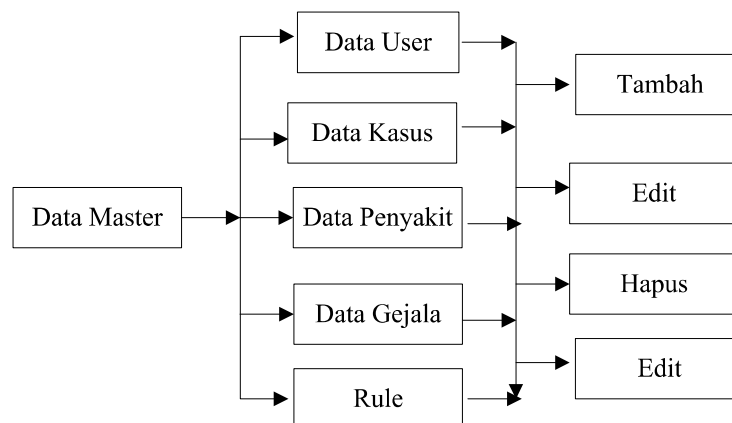 Data Master
Data User
Data Kasus
Data Penyakit
Data Gejala
Rule
Tambah
Edit
Hapus
Edit